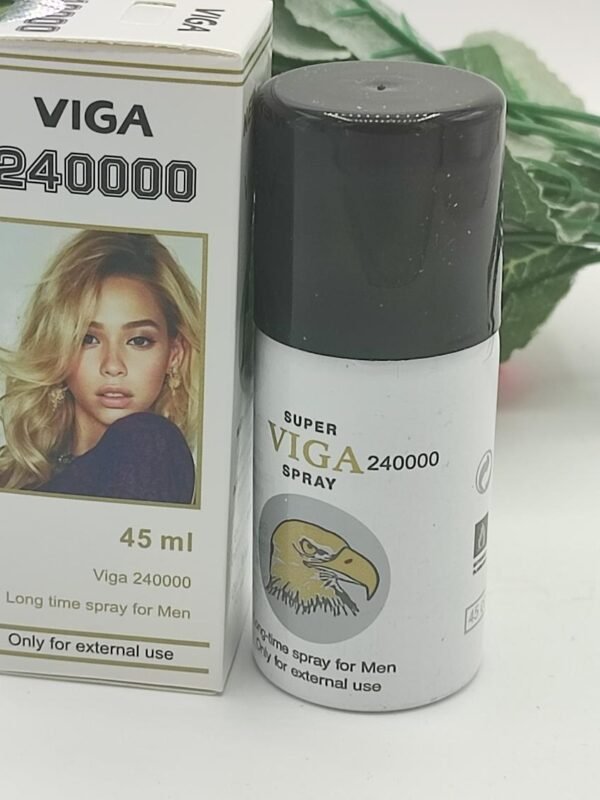 VIGA
VIGA
240000
45 ml
Viga 240000
Long time spray for Men
Only for external use
SUPER
VIGA 240000
SPRAY
spray for Men
for external use